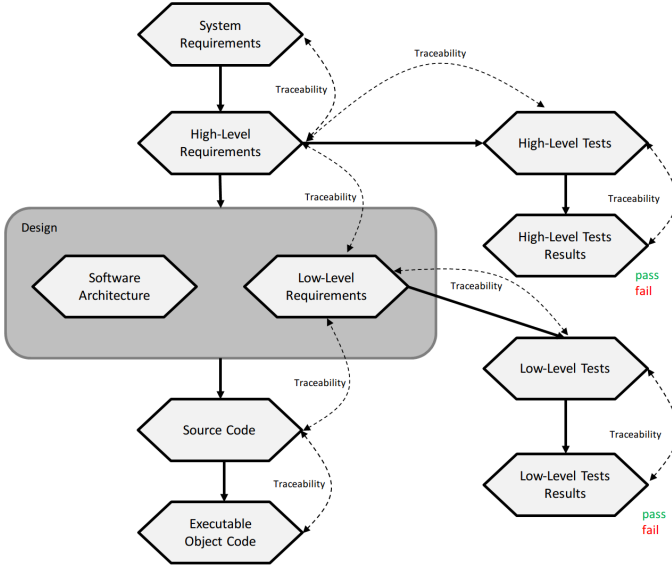 System
Requirements
Traceability
Traceability
High-Level
Requirements
High-Level Tests
Traceability
Traceability
Design
High-Level Tests
Results
Software
Architecture
Low-Level
Requirements
pass
fail
Traceability
Low-Level Tests
Traceability
Source Code
Traceability
Low-Level Tests
Results
Traceability
pass
fail
Executable
Object Code